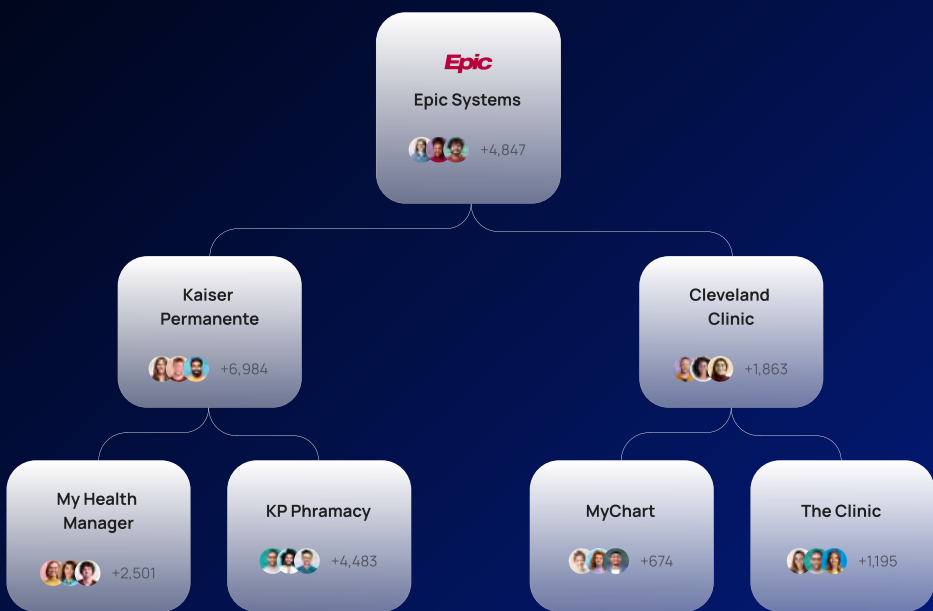 Epic
Epic Systems
+4,847
Kaiser
Permanente
+6,984
Cleveland
Clinic
+1,863
My Health
Manager
+2,501
KP Phramacy
+4,483
MyChart
+674
The Clinic
+1,195